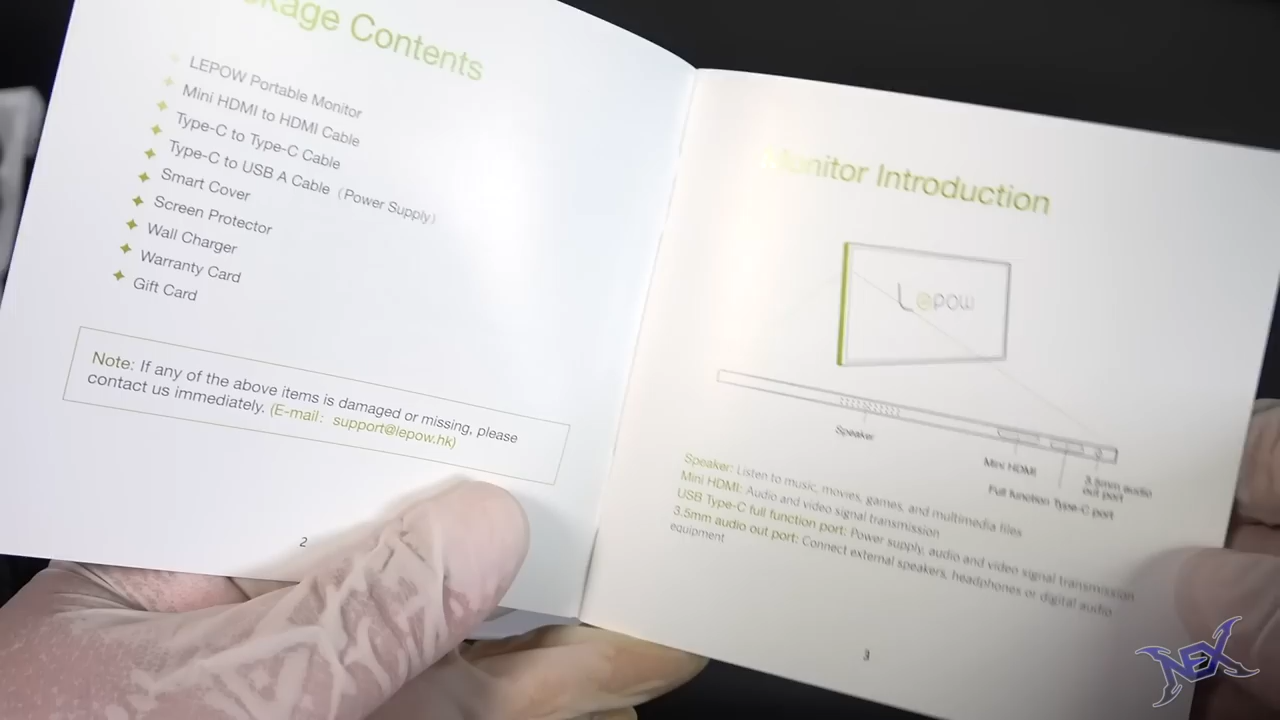 Package Contents
LEPOW Portable Monitor
Mini HDMI to HDMI Cable
Type-C to Type-C Cable
Type-C to USB A Cable (Power Supply)
Smart Cover
Screen Protector
Wall Charger
Warranty Card
Gift Card
Note: If any of the above items is damaged or missing, please
contact us immediately. (E-mail: support@lepow.hk)
2
Monitor Introduction
Lepow
Speaker
Mini HDMI
Full function Type-C port
3.5mm audio
out port
Speaker: Listen to music, movies, games, and multimedia files
Mini HDMI: Audio and video signal transmission
USB Type-C full function port: Power supply, audio and video signal transmission
3.5mm audio out port: Connect external speakers, headphones or digital audio
equipment
3
NEX